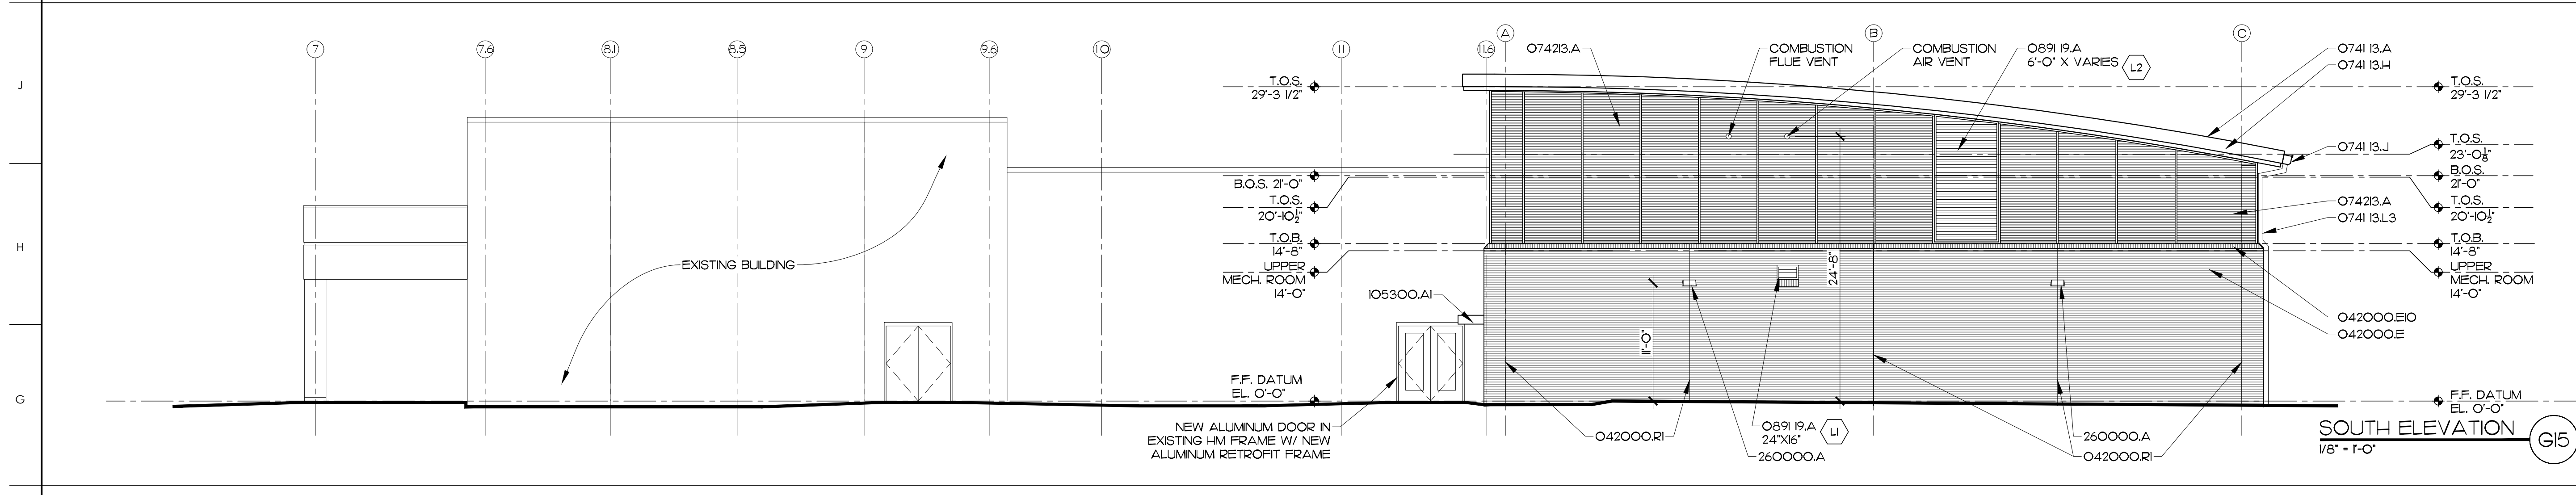 7
7.6
8.1
8.5
9
9.6
10
11
11.6
A
B
C
J
H
G
074213.A
COMBUSTION
FLUE VENT
COMBUSTION
AIR VENT
089119.A
6'-0" X VARIES
L2
074113.A
074113.H
T.O.S.
29'-3 1/2"
T.O.S.
29'-3 1/2"
T.O.S.
23'-0 1/8"
074113.J
B.O.S. 21'-0"
B.O.S.
21'-0"
T.O.S.
20'-10 1/2"
T.O.S.
20'-10 1/2"
074213.A
074113.L3
T.O.B.
14'-8"
T.O.B.
14'-8"
EXISTING BUILDING
UPPER
MECH. ROOM
14'-0"
UPPER
MECH. ROOM
14'-0"
24'-8"
105300.A1
11'-0"
042000.E10
042000.E
F.F. DATUM
EL. 0'-0"
F.F. DATUM
EL. 0'-0"
NEW ALUMINUM DOOR IN
EXISTING HM FRAME W/ NEW
ALUMINUM RETROFIT FRAME
042000.R1
089119.A
24"X16"
L1
260000.A
260000.A
042000.R1
SOUTH ELEVATION
1/8" = 1'-0"
G15